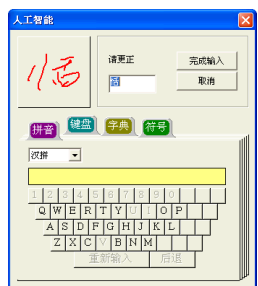 人工智能
请更正
完成输入
取消
拼音 键盘 字典 符号
汉拼
1 2 3 4 5 6 7 8 9 0
Q W E R T Y U I O P
A S D F G H J K L
Z X C V B N M
重新输入 后退